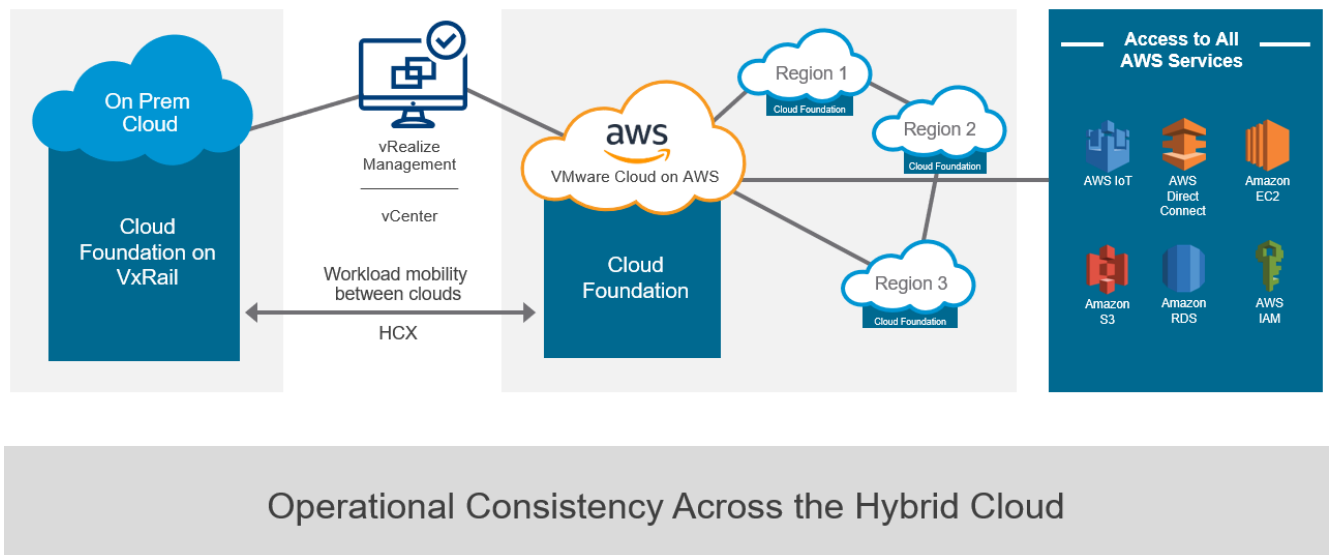 On Prem
Cloud
Cloud
Foundation on
VxRail
vRealize
Management
vCenter
Workload mobility
between clouds
HCX
aws
VMware Cloud on AWS
Cloud
Foundation
Region 1
Cloud Foundation
Region 2
Cloud Foundation
Region 3
Cloud Foundation
Access to All
AWS Services
AWS IoT
AWS
Direct
Connect
Amazon
EC2
Amazon
S3
Amazon
RDS
AWS
IAM
Operational Consistency Across the Hybrid Cloud